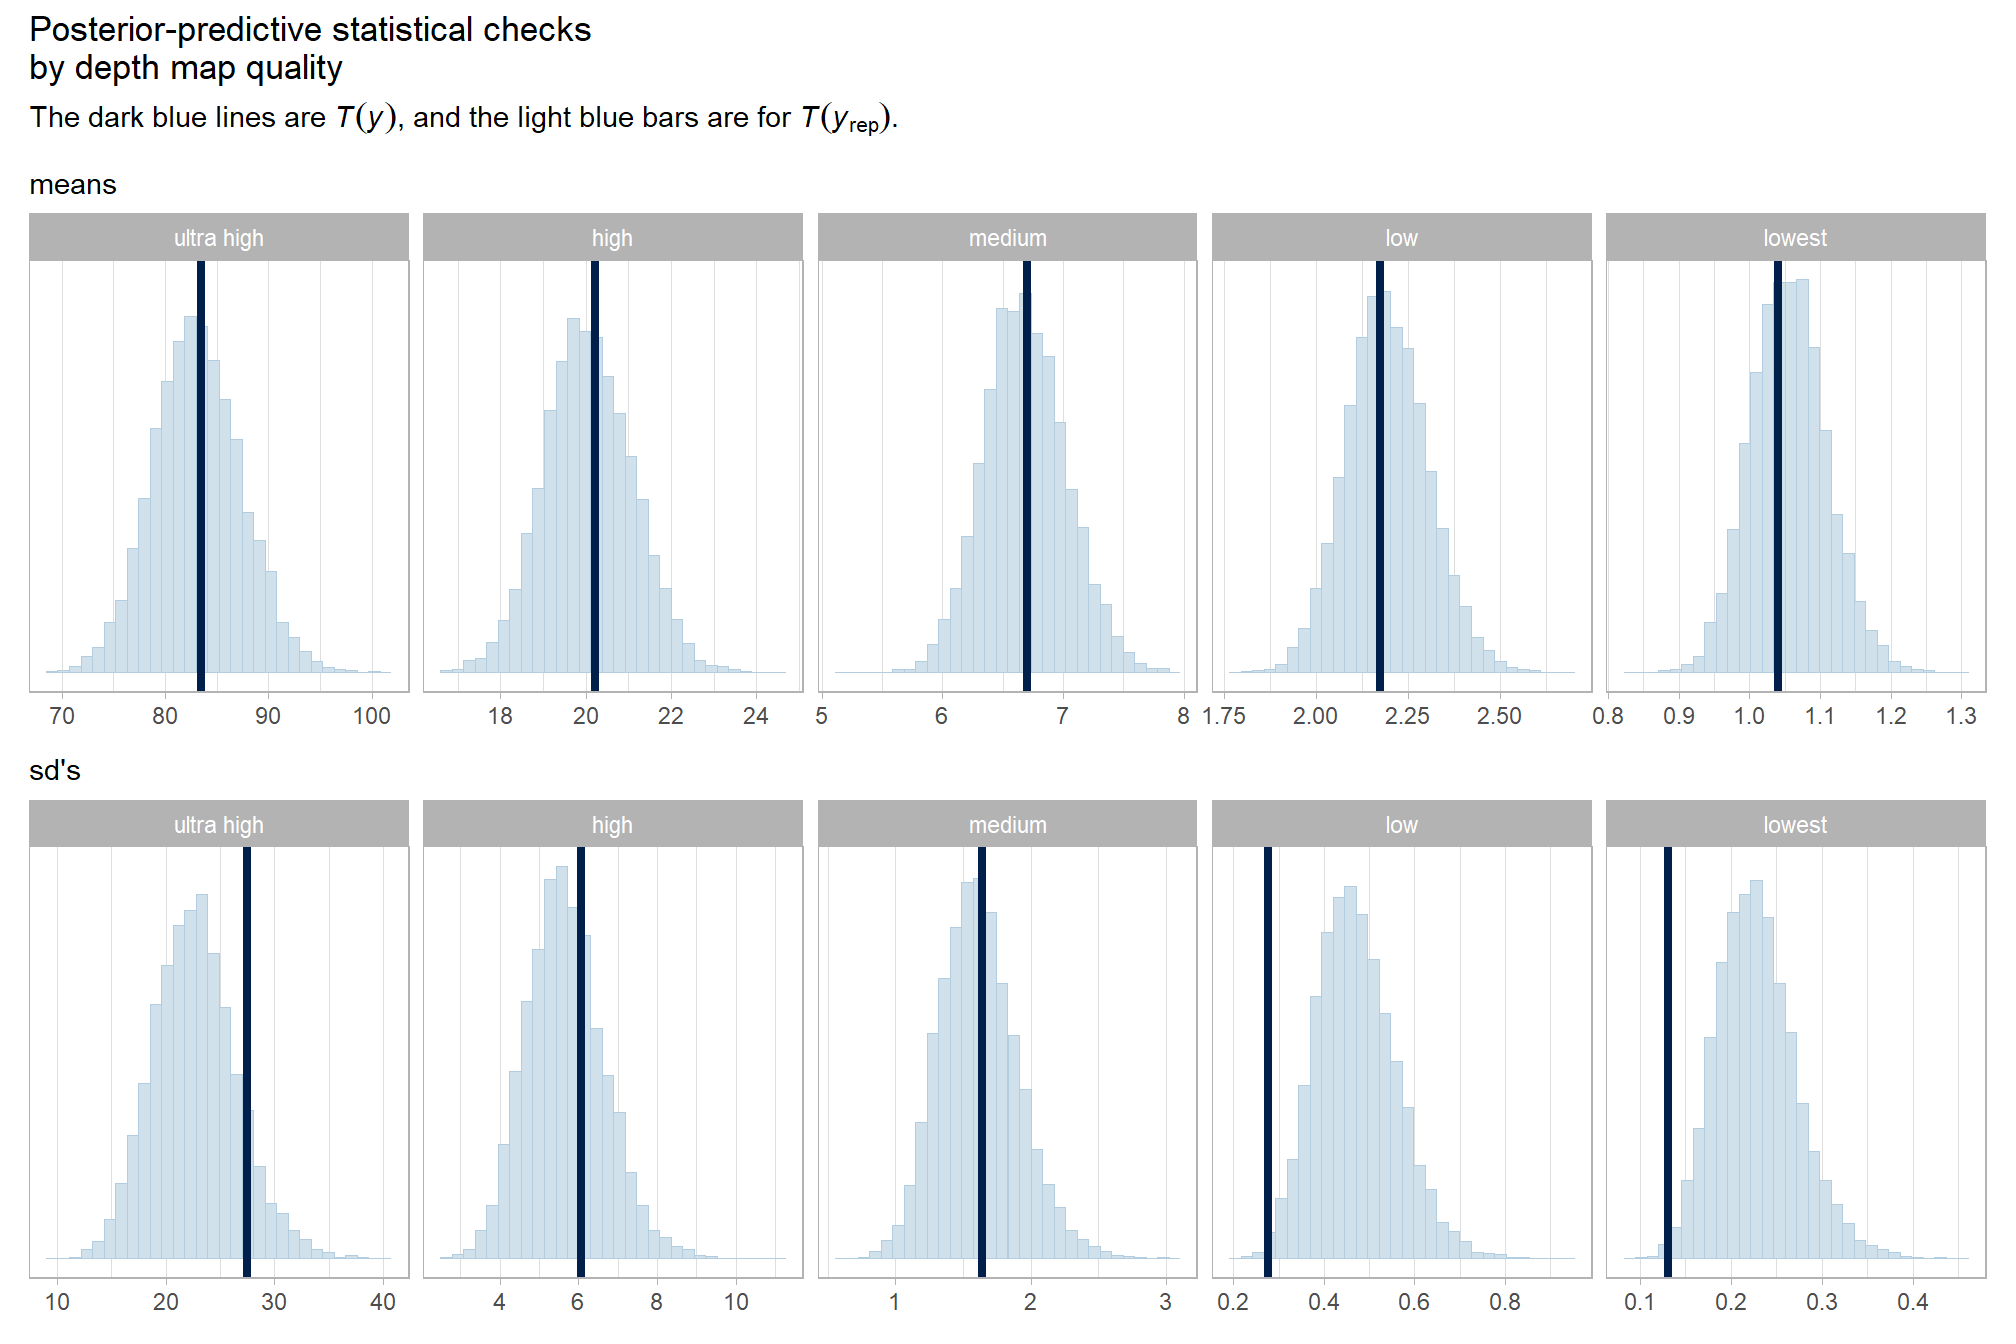 Posterior-predictive statistical checks
by depth map quality
The dark blue lines are T(y), and the light blue bars are for T(y_rep).
means
ultra high high medium low lowest
70 80 90 100 18 20 22 24 5 6 7 8 1.75 2.00 2.25 2.50 0.8 0.9 1.0 1.1 1.2 1.3
sd's
ultra high high medium low lowest
10 20 30 40 4 6 8 10 1 2 3 0.2 0.4 0.6 0.8 0.1 0.2 0.3 0.4